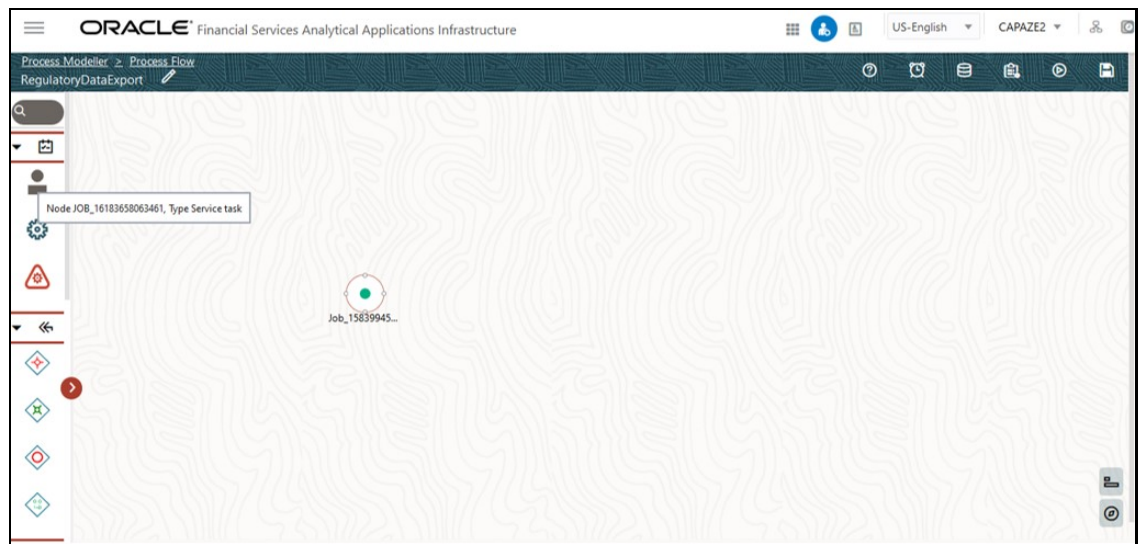 ORACLE® Financial Services Analytical Applications Infrastructure
US-English
CAPAZE2
Process Modeller > Process Flow
RegulatoryDataExport
Node JOB_16183658063461, Type Service task
Job_15839945...